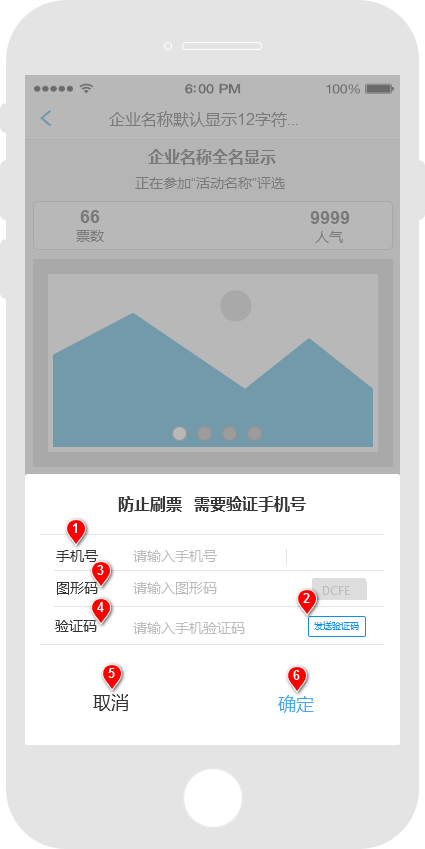 6:00 PM 100%
企业名称默认显示12字符...
企业名称全名显示
正在参加“活动名称”评选
66 9999
票数 人气
防止刷票 需要验证手机号
1
手机号 请输入手机号
3
图形码 请输入图形码 DCFE
4 2
验证码 请输入手机验证码 发送验证码
5 6
取消 确定